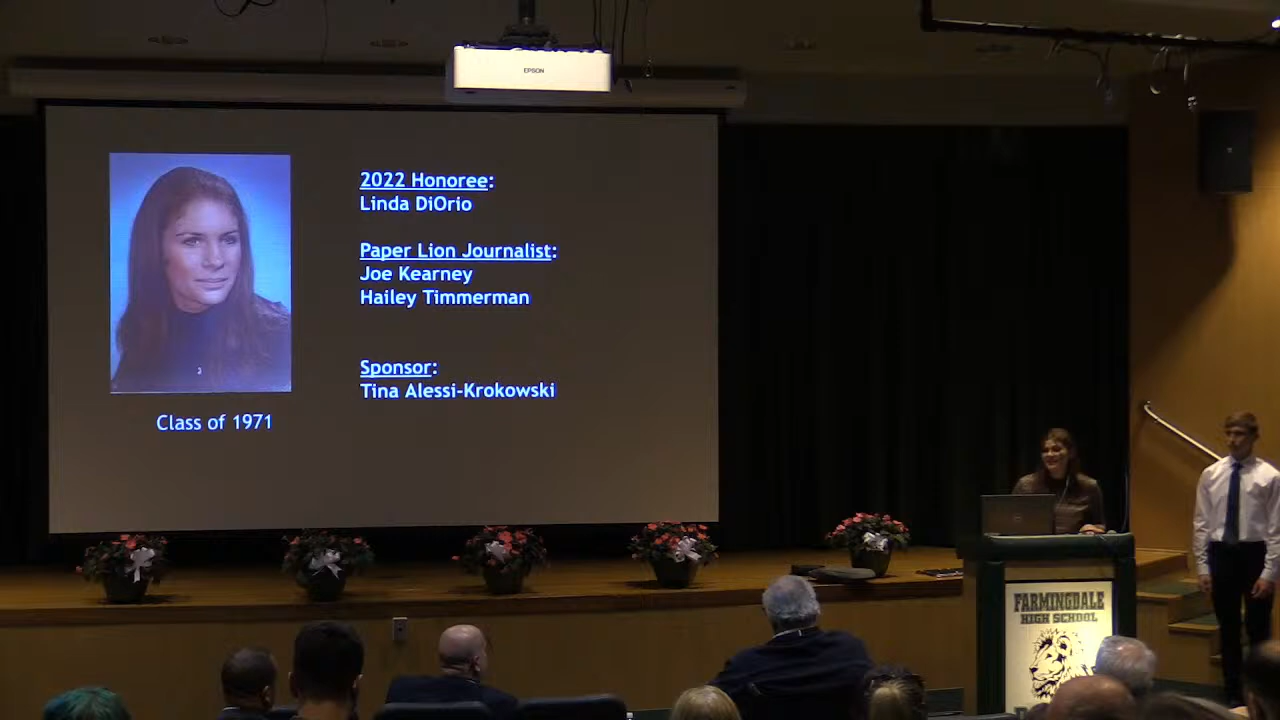 EPSON
2022 Honoree:
Linda DiOrio
Paper Lion Journalist:
Joe Kearney
Hailey Timmerman
Sponsor:
Tina Alessi-Krokowski
Class of 1971
FARMINGDALE
HIGH SCHOOL